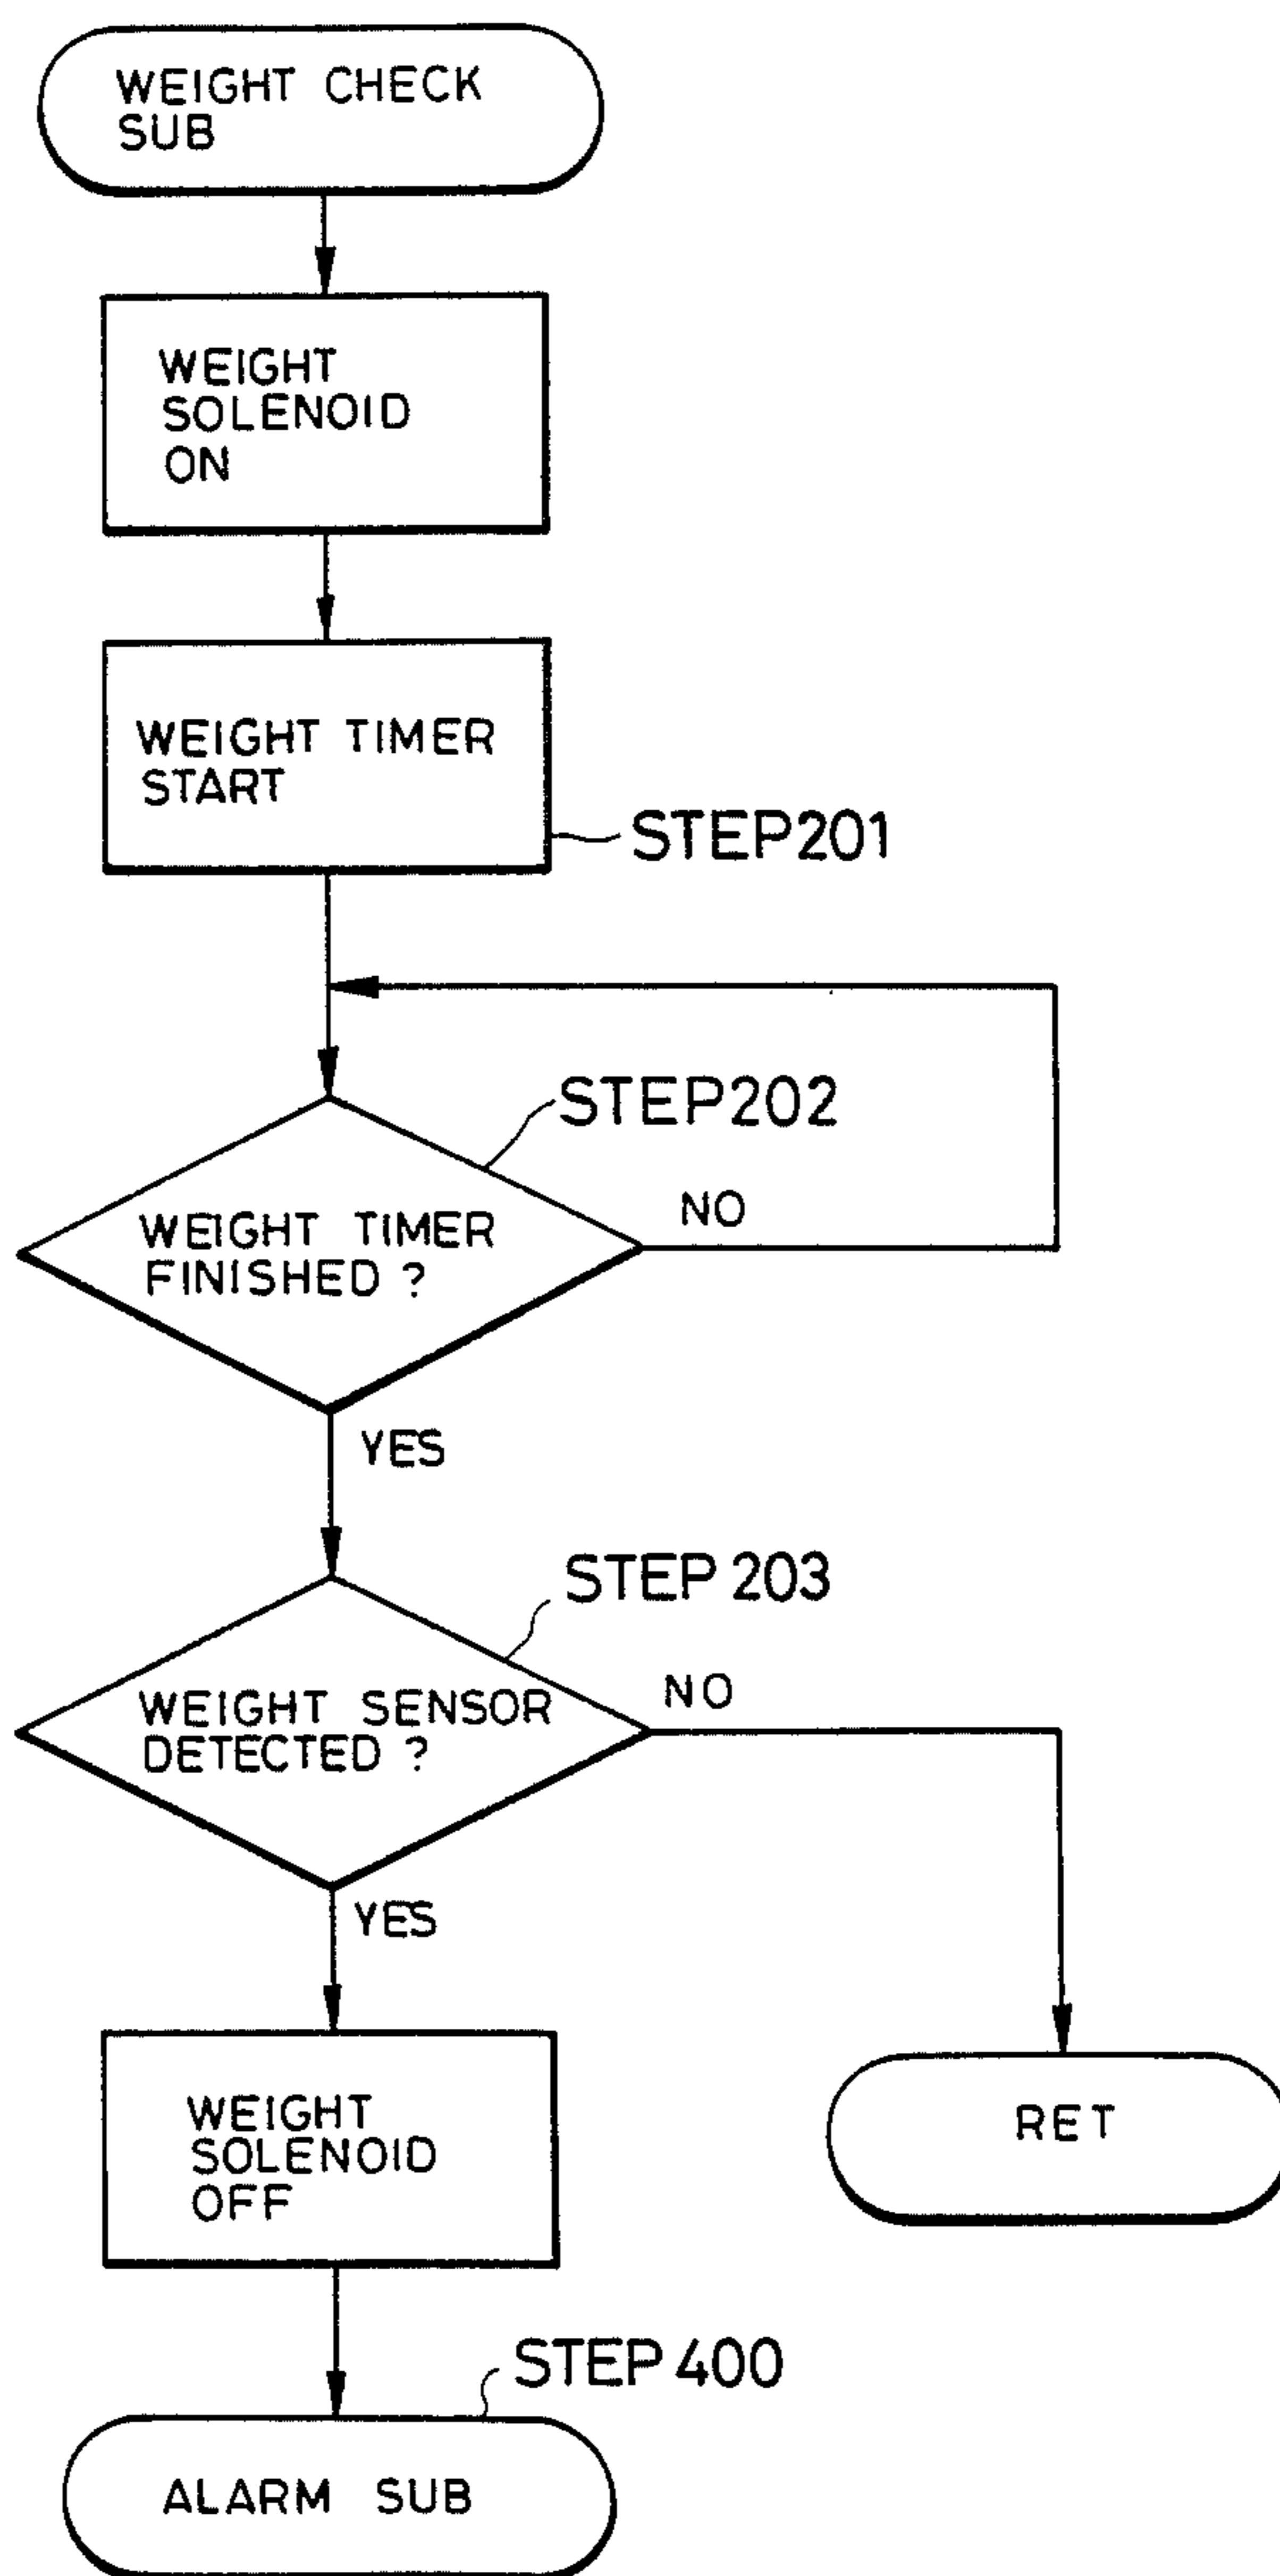 WEIGHT CHECK
SUB
WEIGHT
SOLENOID
ON
WEIGHT TIMER
START
STEP201
STEP202
WEIGHT TIMER
FINISHED ?
NO
YES
STEP 203
WEIGHT SENSOR
DETECTED ?
NO
YES
WEIGHT
SOLENOID
OFF
RET
STEP 400
ALARM SUB